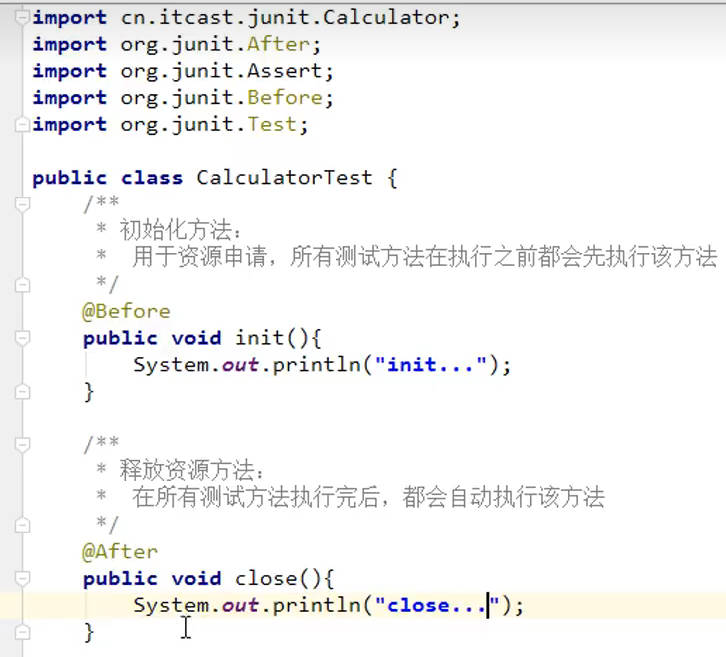 import cn.itcast.junit.Calculator;
import org.junit.After;
import org.junit.Assert;
import org.junit.Before;
import org.junit.Test;
public class CalculatorTest {
/**
* 初始化方法：
* 用于资源申请，所有测试方法在执行之前都会先执行该方法
*/
@Before
public void init(){
System.out.println("init...");
}
/**
* 释放资源方法：
* 在所有测试方法执行完后，都会自动执行该方法
*/
@After
public void close(){
System.out.println("close...");
}